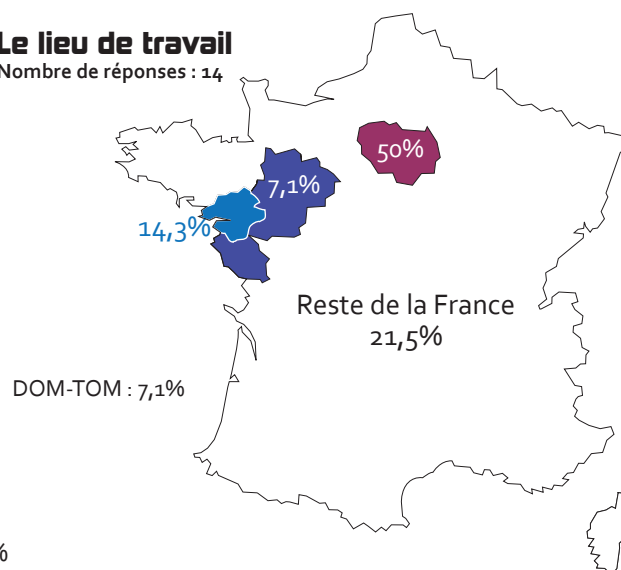 Le lieu de travail
Nombre de réponses : 14
50%
7,1%
14,3%
Reste de la France
21,5%
DOM-TOM : 7,1%
%